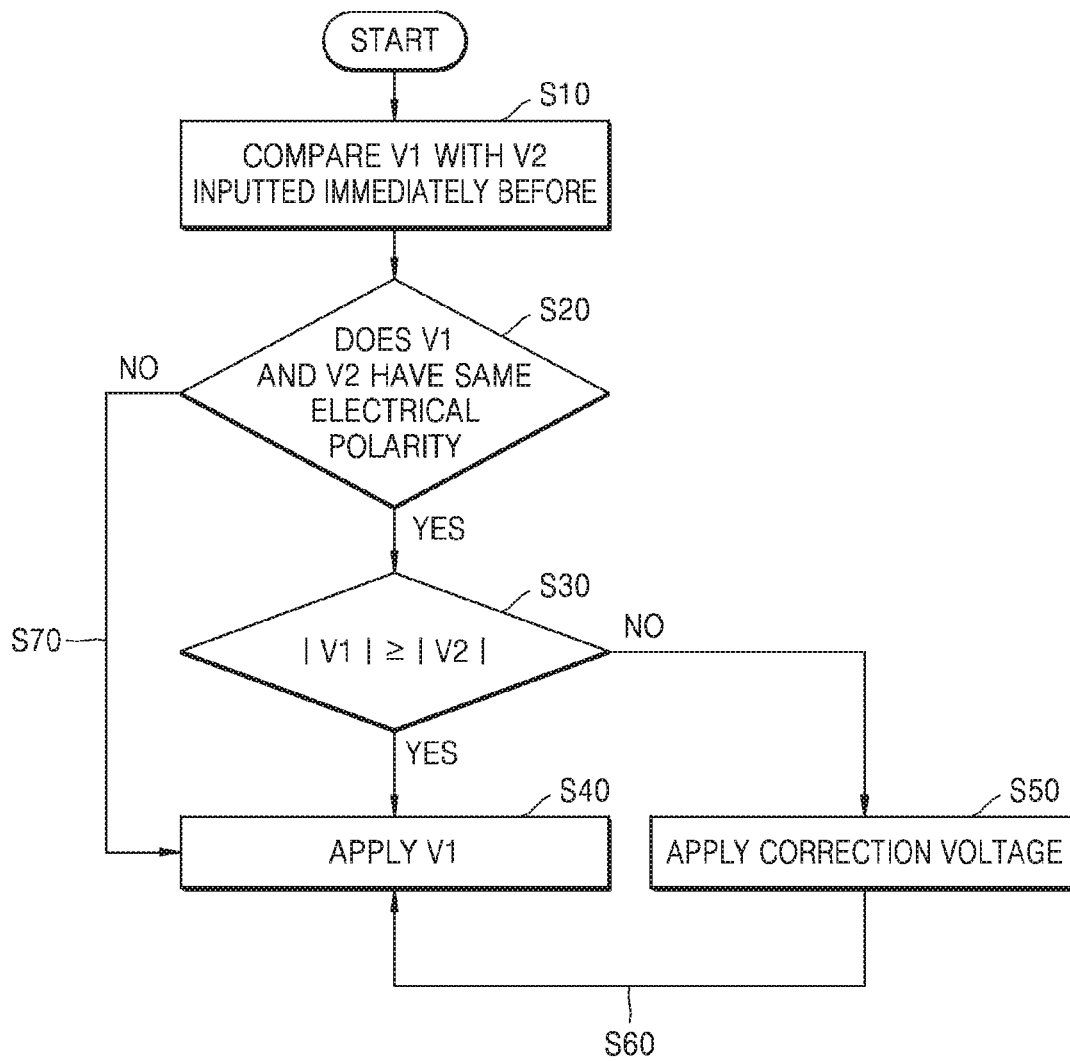 START
S10
COMPARE V1 WITH V2
INPUTTED IMMEDIATELY BEFORE
S20
DOES V1
AND V2 HAVE SAME
ELECTRICAL
POLARITY
NO
YES
S30
| V1 | ≥ | V2 |
NO
S70
YES
S40
APPLY V1
S50
APPLY CORRECTION VOLTAGE
S60